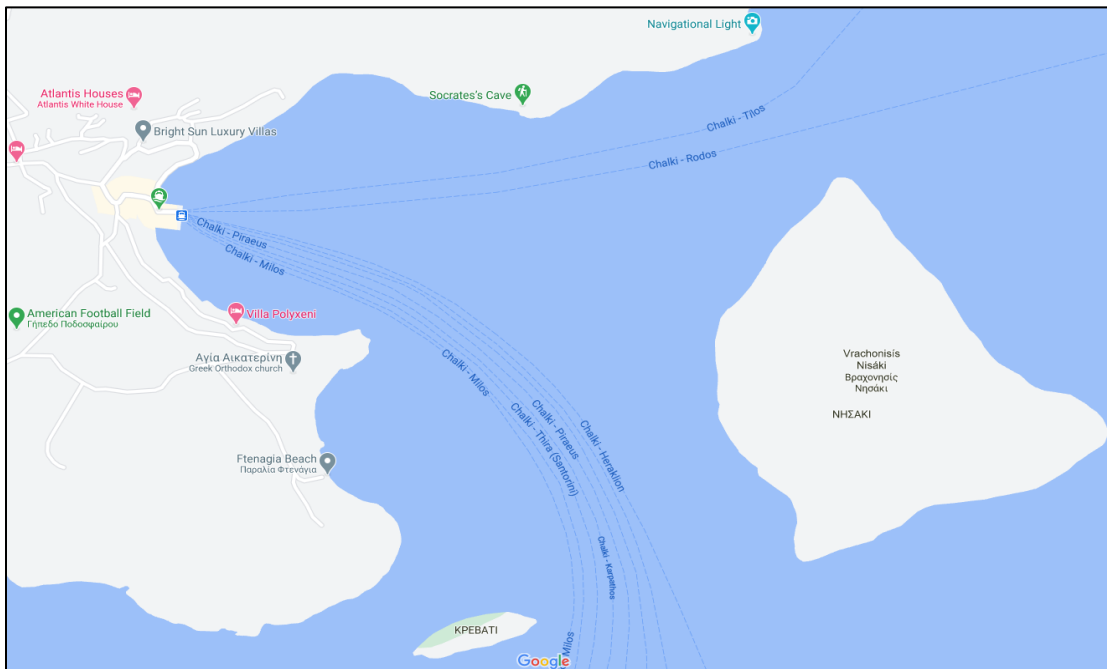 Navigational Light
Atlantis Houses
Atlantis White House
Socrates's Cave
Bright Sun Luxury Villas
Chalki - Tilos
Chalki - Rodos
Chalki - Piraeus
Chalki - Milos
American Football Field
Γήπεδο Ποδοσφαίρου
Villa Polyxeni
Αγία Αικατερίνη
Greek Orthodox church
Chalki - Milos
Chalki - Thira (Santorini)
Chalki - Piraeus
Chalki - Heraklion
Vrachonisís
Nisáki
Βραχονησίς
Νησάκι
ΝΗΣΑΚΙ
Ftenagia Beach
Παραλία Φτενάγια
Chalki - Karpathos
ΚΡΕΒΑΤΙ
Milos
Google